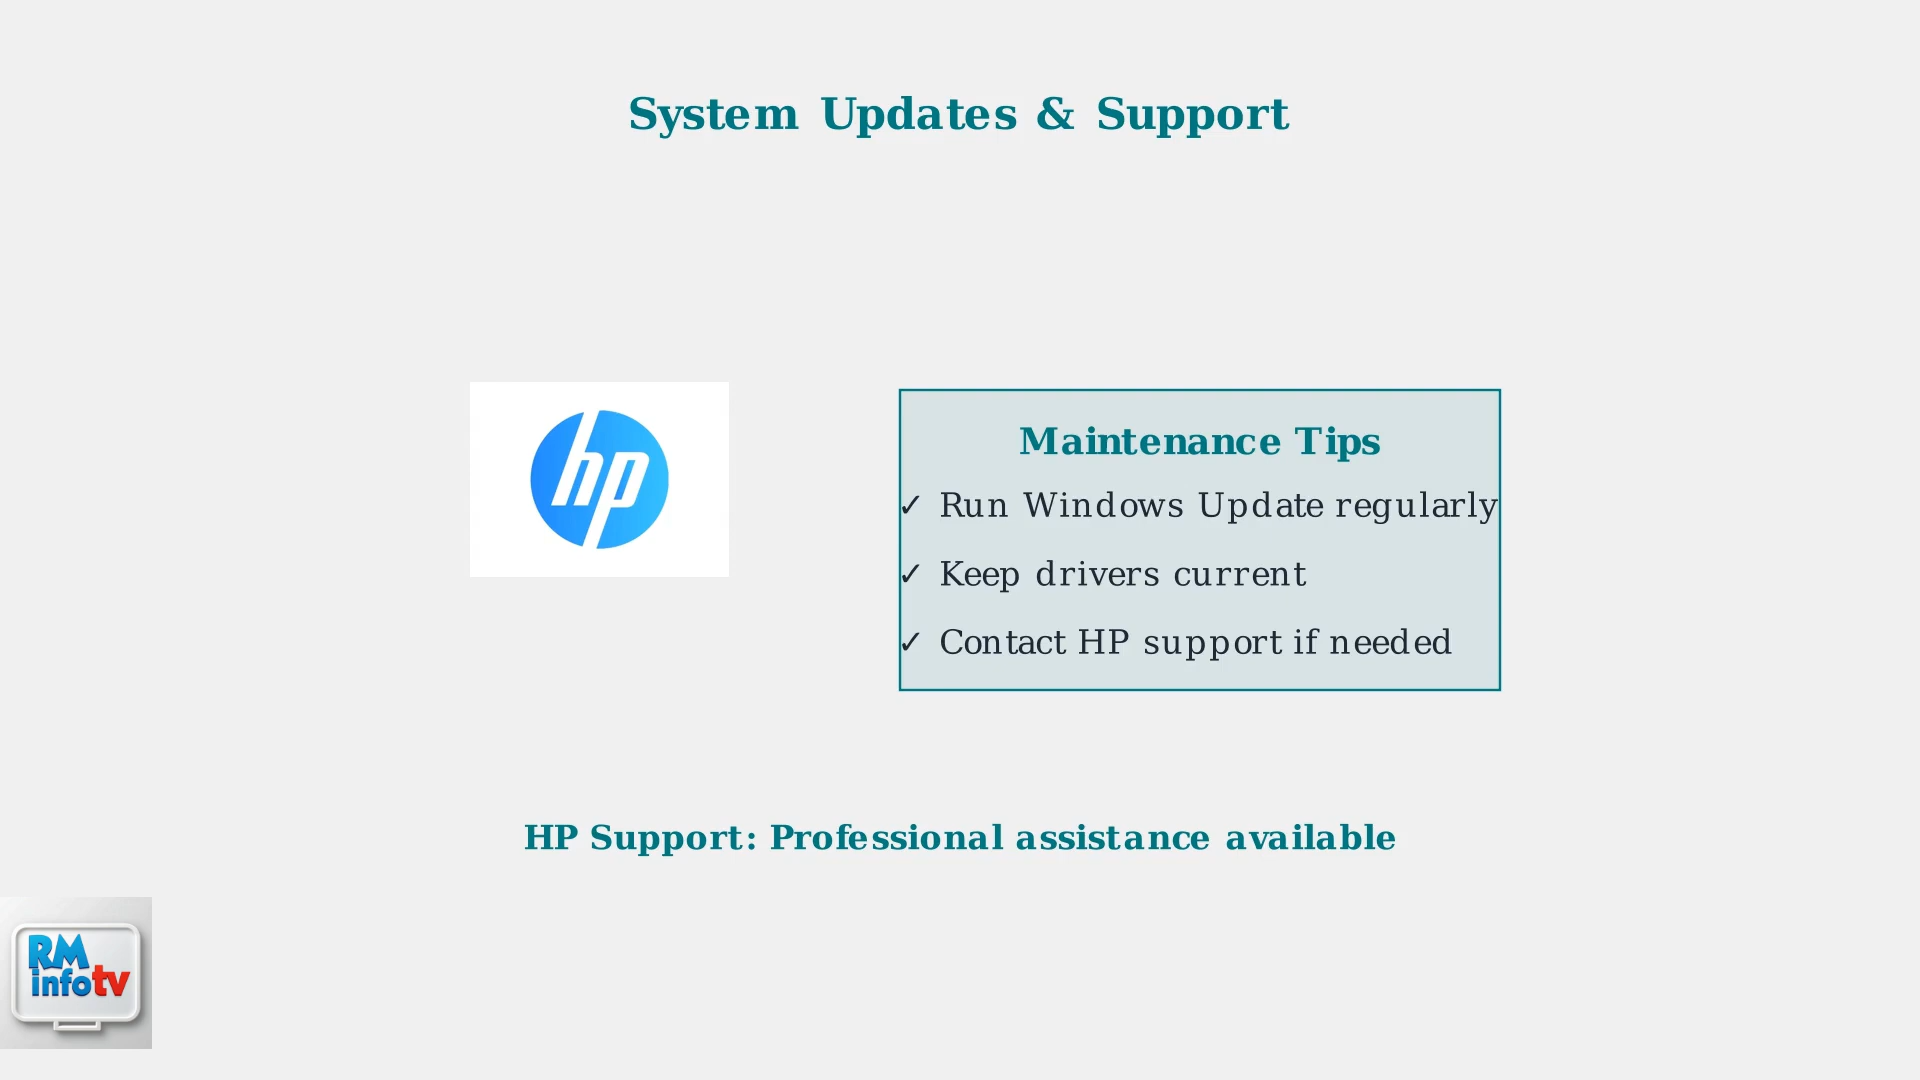 System Updates & Support
hp
Maintenance Tips
✓ Run Windows Update regularly
✓ Keep drivers current
✓ Contact HP support if needed
HP Support: Professional assistance available
RM
infotv